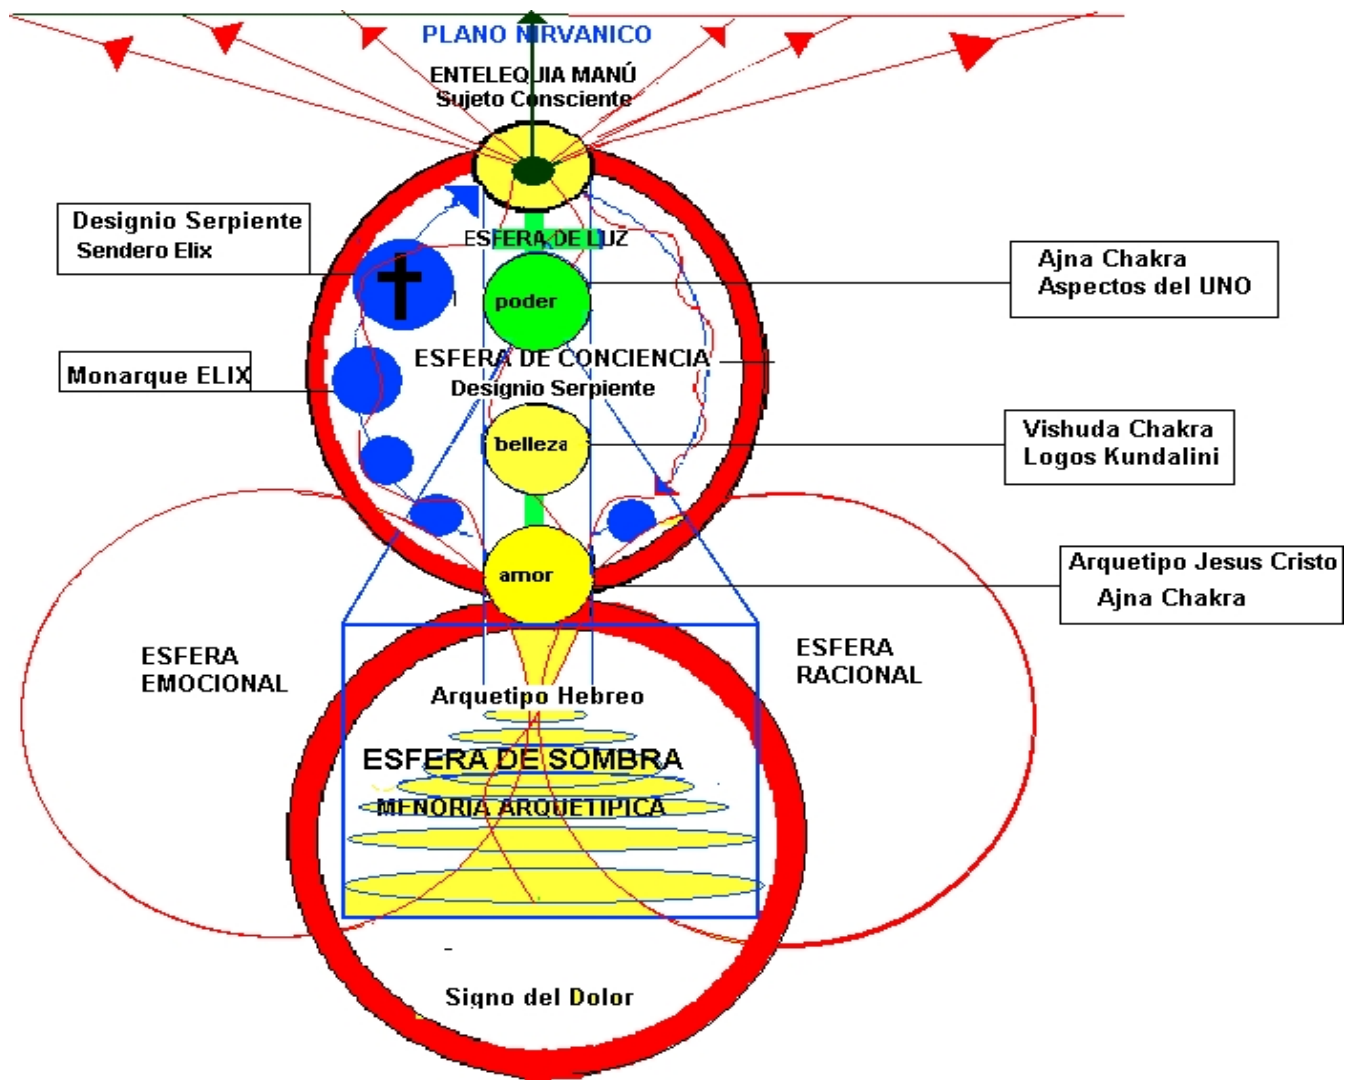 PLANO NIRVANICO
ENTELEQUIA MANÚ
Sujeto Consciente
Designio Serpiente
Sendero Elix
ESFERA DE LUZ
Ajna Chakra
Aspectos del UNO
poder
Monarque ELIX
ESFERA DE CONCIENCIA
Designio Serpiente
belleza
Vishuda Chakra
Logos Kundalini
amor
Arquetipo Jesus Cristo
Ajna Chakra
ESFERA
EMOCIONAL
ESFERA
RACIONAL
Arquetipo Hebreo
ESFERA DE SOMBRA
MENORIA ARQUETIPICA
Signo del Dolor